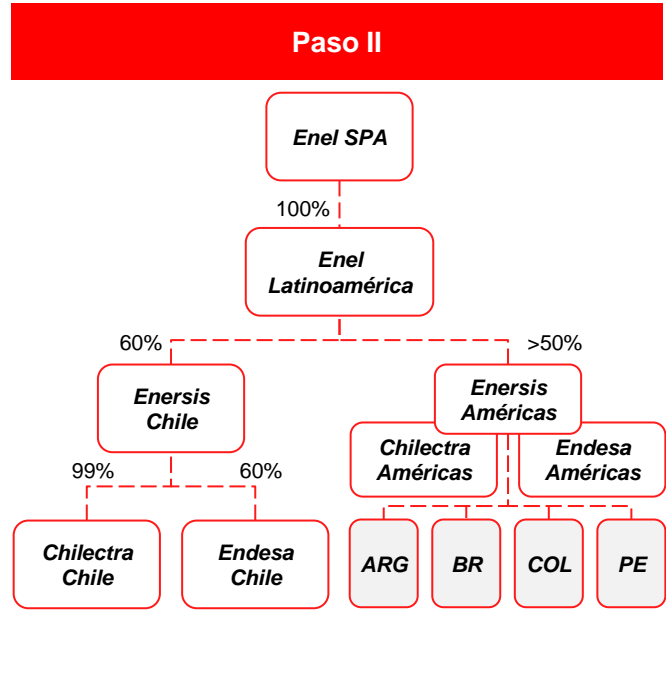 Paso II
Enel SPA
100%
Enel
Latinoamérica
60%
>50%
Enersis
Chile
Enersis
Américas
Chilectra
Américas
Endesa
Américas
99%
60%
Chilectra
Chile
Endesa
Chile
ARG
BR
COL
PE